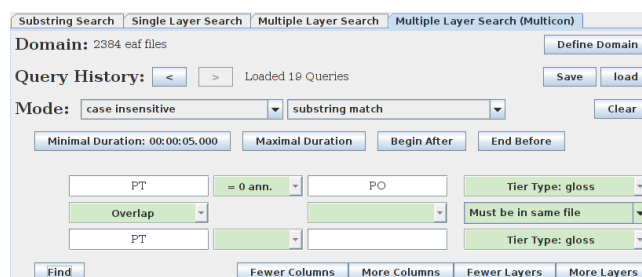 Substring Search Single Layer Search Multiple Layer Search Multiple Layer Search (Multicon)
Domain: 2384 eaf files Define Domain
Query History: < > Loaded 19 Queries Save load
Mode: case insensitive substring match Clear
Minimal Duration: 00:00:05.000 Maximal Duration Begin After End Before
PT = 0 ann. PO Tier Type: gloss
Overlap Must be in same file
PT Tier Type: gloss
Find Fewer Columns More Columns Fewer Layers More Layers